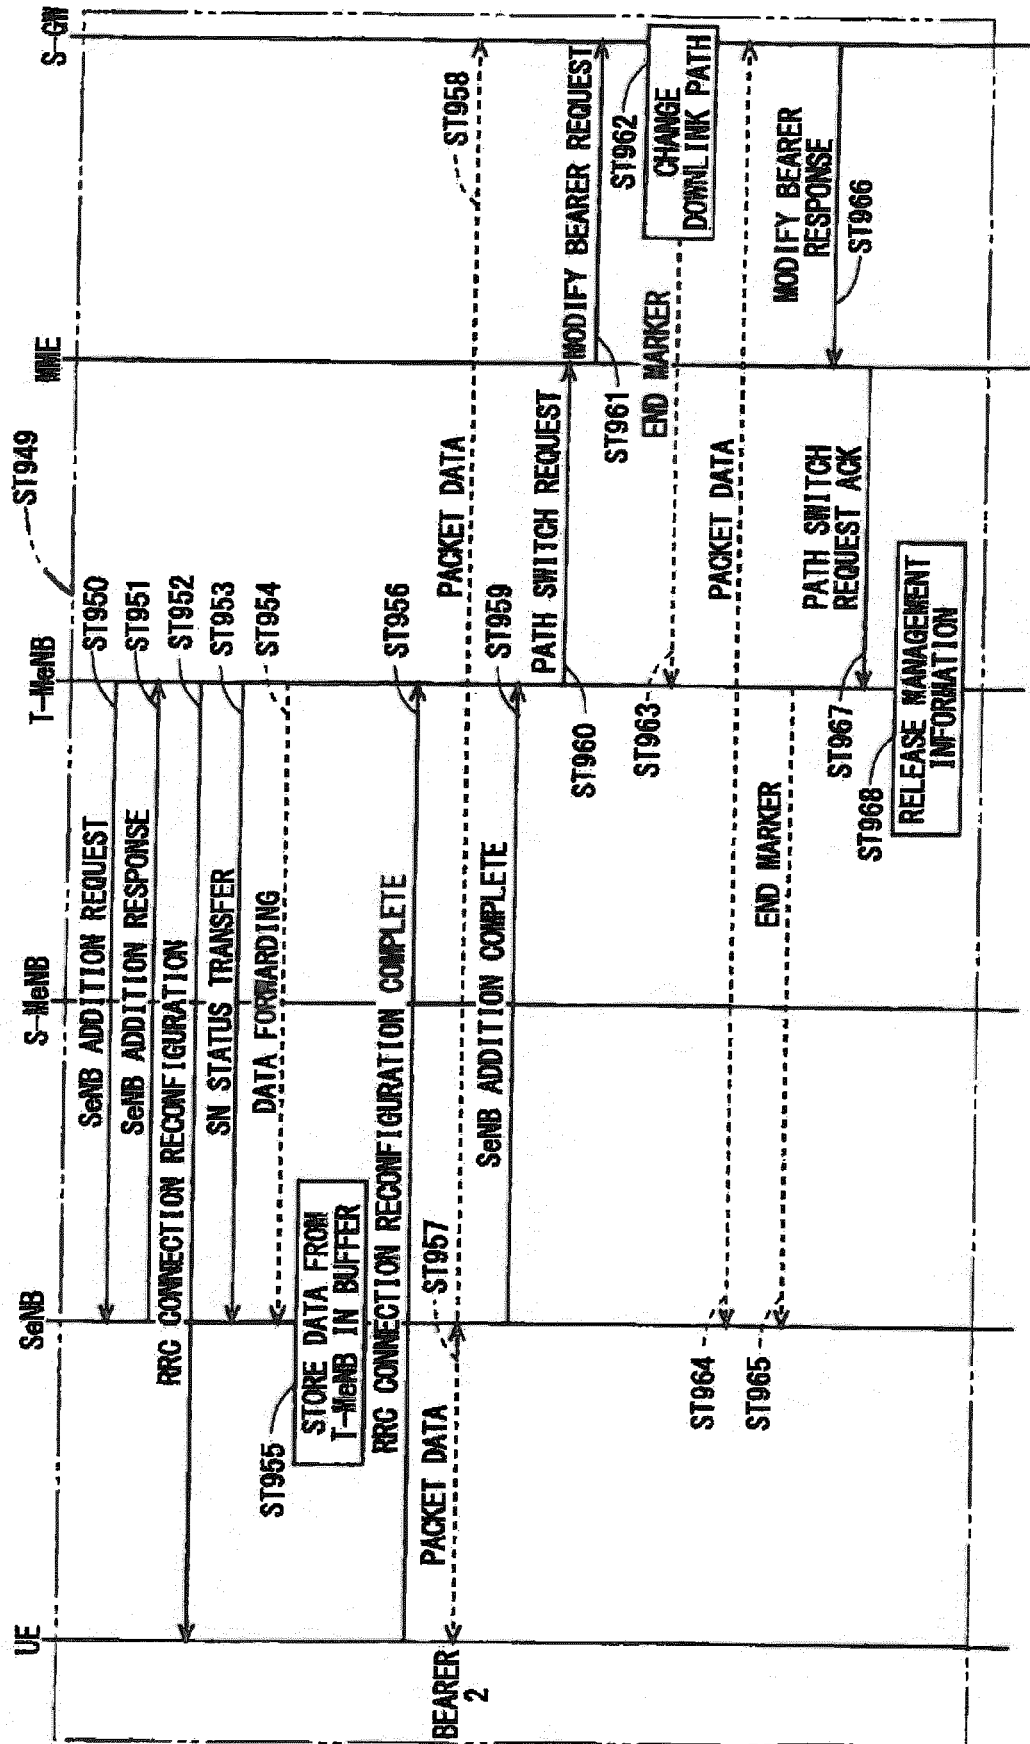 ST949
UE
SeNB
S-MeNB
T-MeNB
MME
S-GW
SeNB ADDITION REQUEST
ST950
SeNB ADDITION RESPONSE
ST951
RRC CONNECTION RECONFIGURATION
ST952
SN STATUS TRANSFER
ST953
DATA FORWARDING
ST954
ST955
STORE DATA FROM
T-MeNB IN BUFFER
RRC CONNECTION RECONFIGURATION COMPLETE
ST956
BEARER
2
PACKET DATA
ST957
PACKET DATA
ST958
SeNB ADDITION COMPLETE
ST959
PATH SWITCH REQUEST
ST960
MODIFY BEARER REQUEST
ST961
ST962
CHANGE
DOWNLINK PATH
END MARKER
ST963
PACKET DATA
ST964
END MARKER
ST965
MODIFY BEARER
RESPONSE
ST966
PATH SWITCH
REQUEST ACK
ST967
ST968
RELEASE MANAGEMENT
INFORMATION